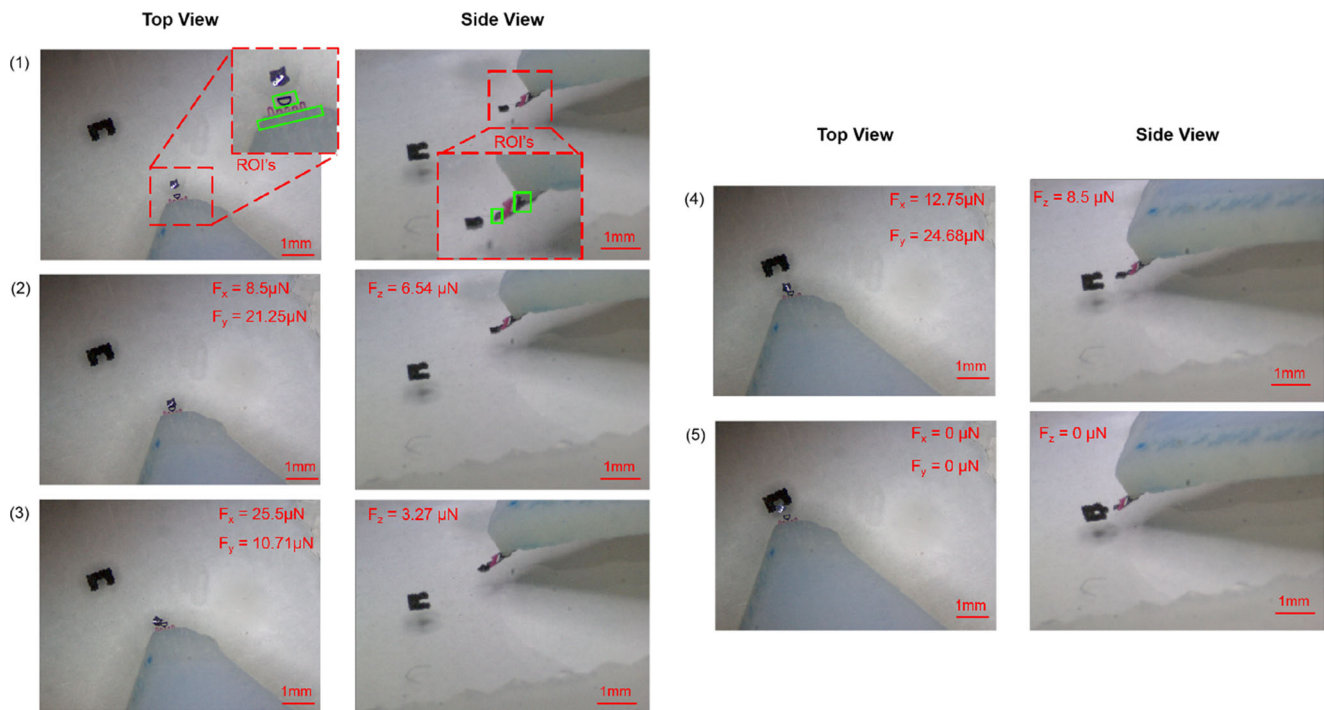 Top View
Side View
(1)
ROI's
1mm
ROI's
1mm
(2)
Fx = 8.5µN
Fy = 21.25µN
1mm
Fz = 6.54 µN
1mm
(3)
Fx = 25.5µN
Fy = 10.71µN
1mm
Fz = 3.27 µN
1mm
Top View
Side View
(4)
Fx = 12.75µN
Fy = 24.68µN
1mm
Fz = 8.5 µN
1mm
(5)
Fx = 0 µN
Fy = 0 µN
1mm
Fz = 0 µN
1mm